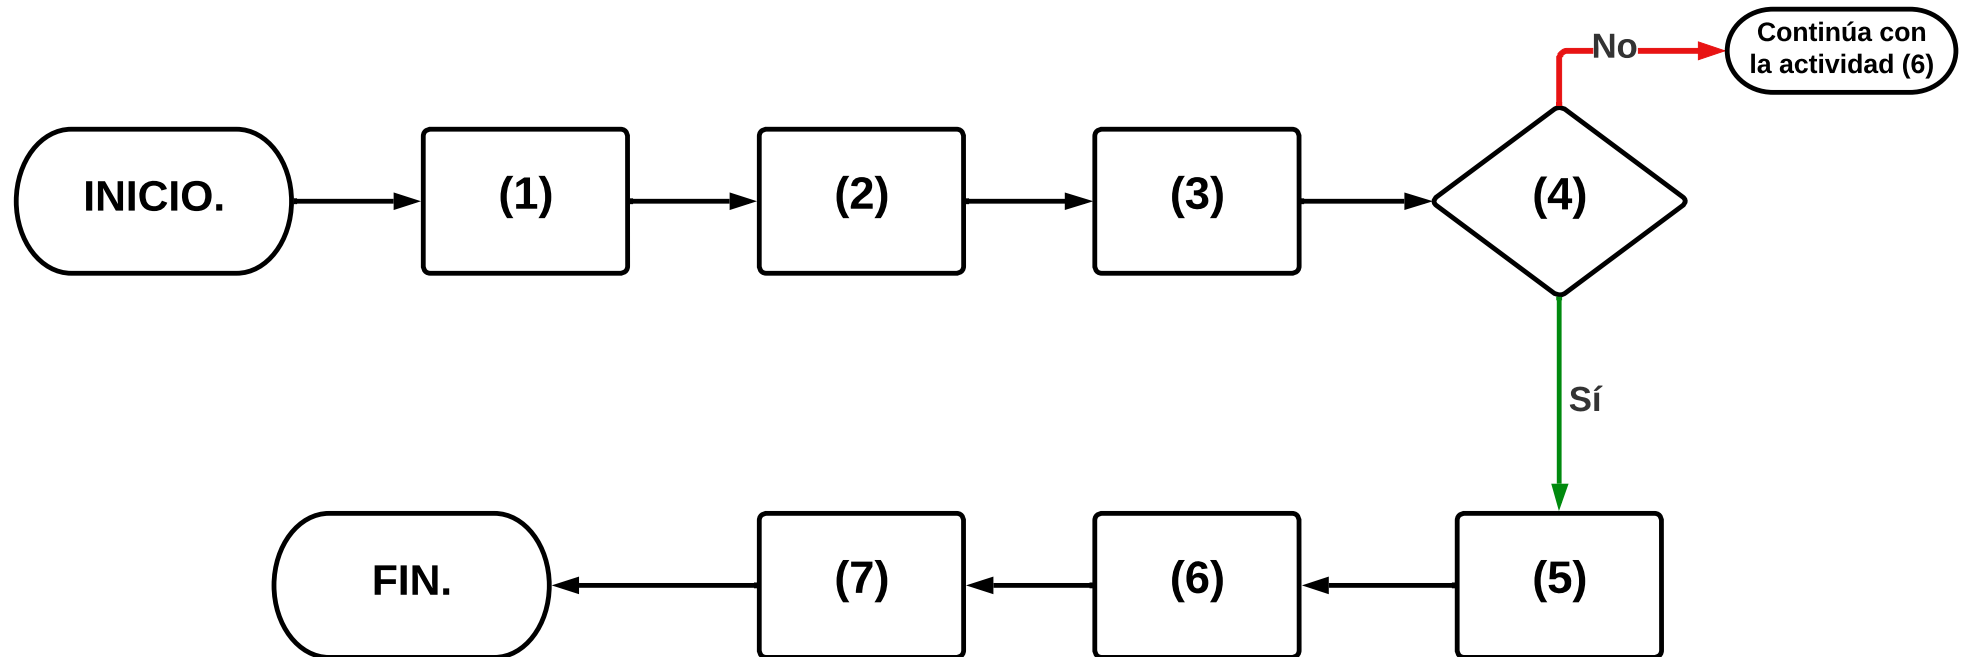 No
Continúa con
la actividad (6)
INICIO.
(1)
(2)
(3)
(4)
Sí
FIN.
(7)
(6)
(5)